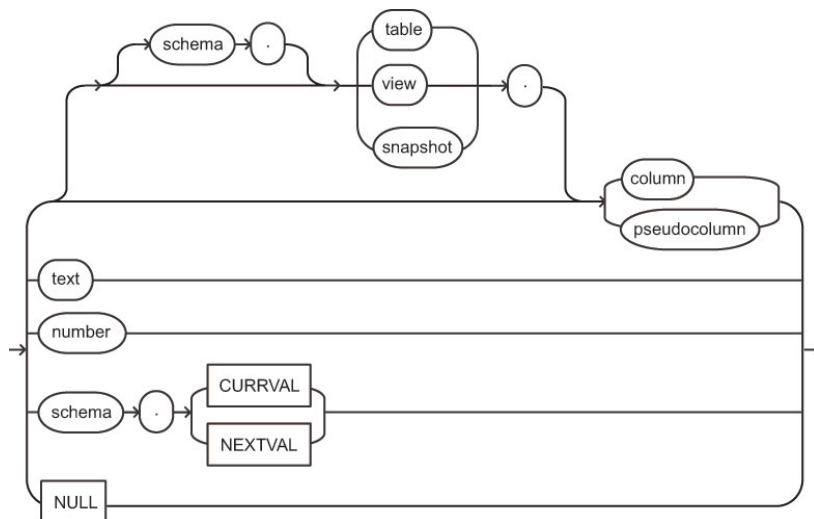 schema .
table
view .
snapshot
column
pseudocolumn
text
number
schema . CURRVAL
NEXTVAL
NULL